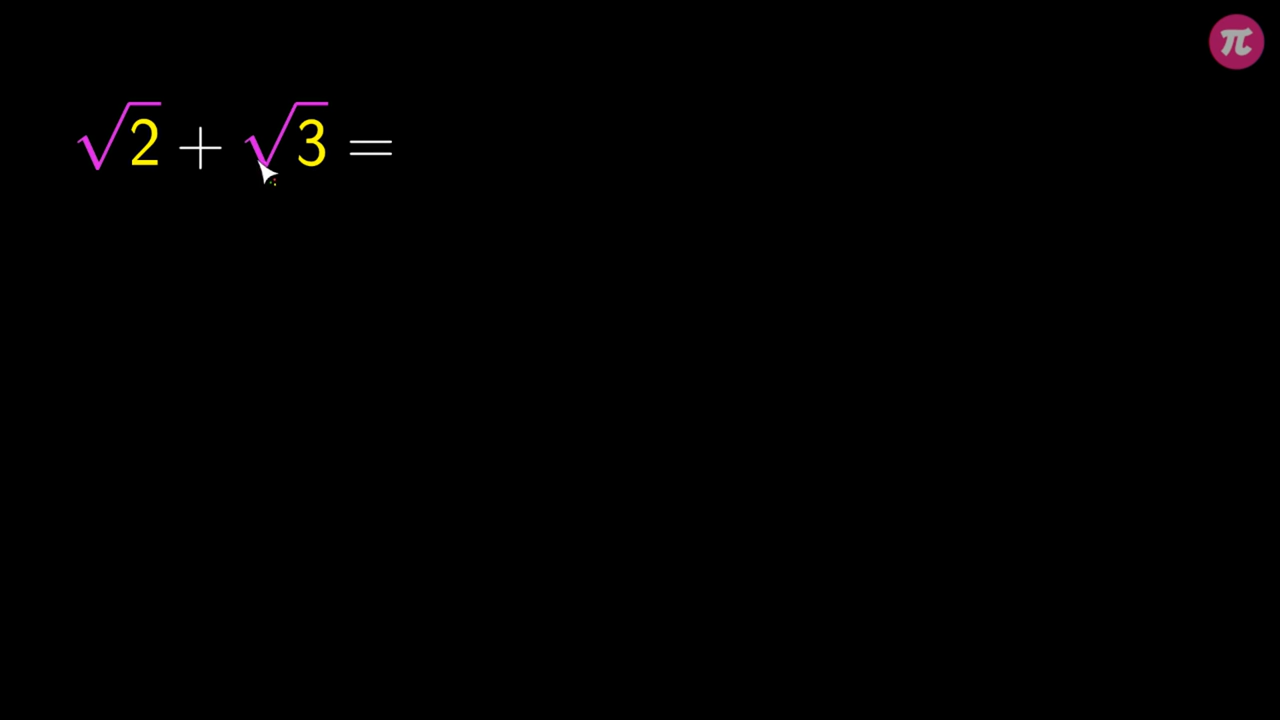 π
√2 + √3 =